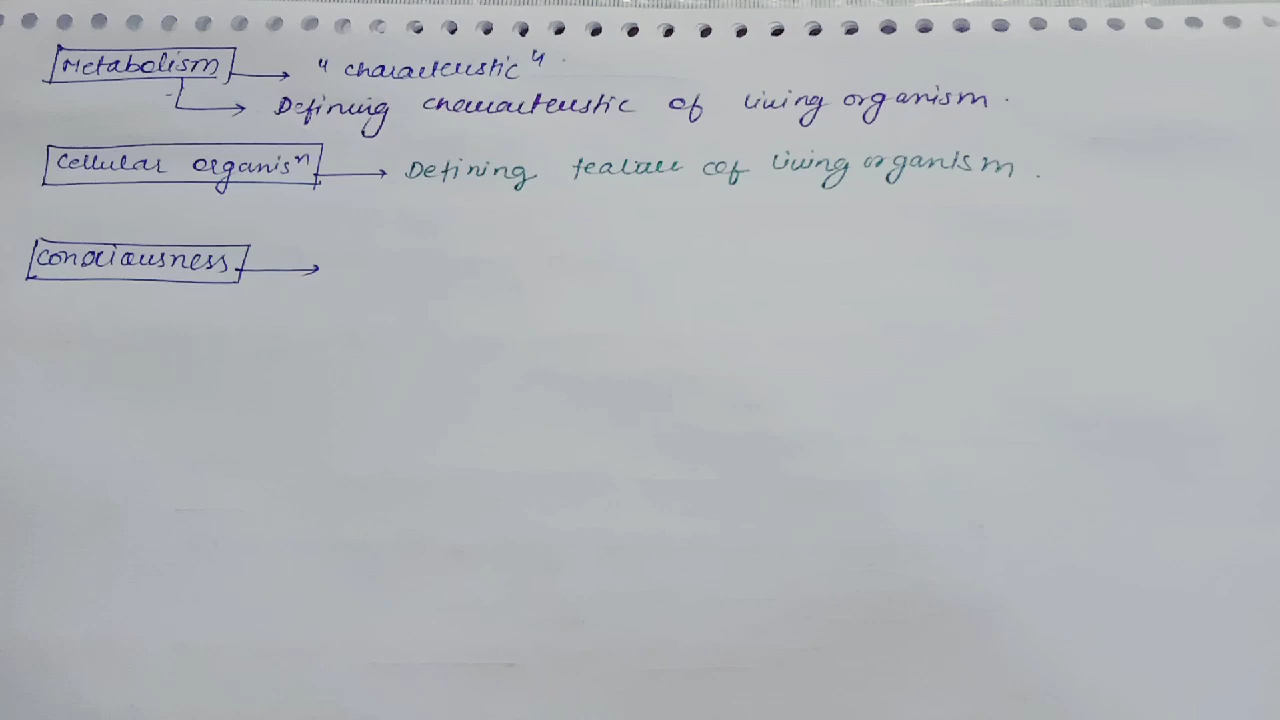 Metabolism → "characteristic"
→ Defining characteristic of living organism.
Cellular organisⁿ → Defining feature of living organism.
Consciousness →